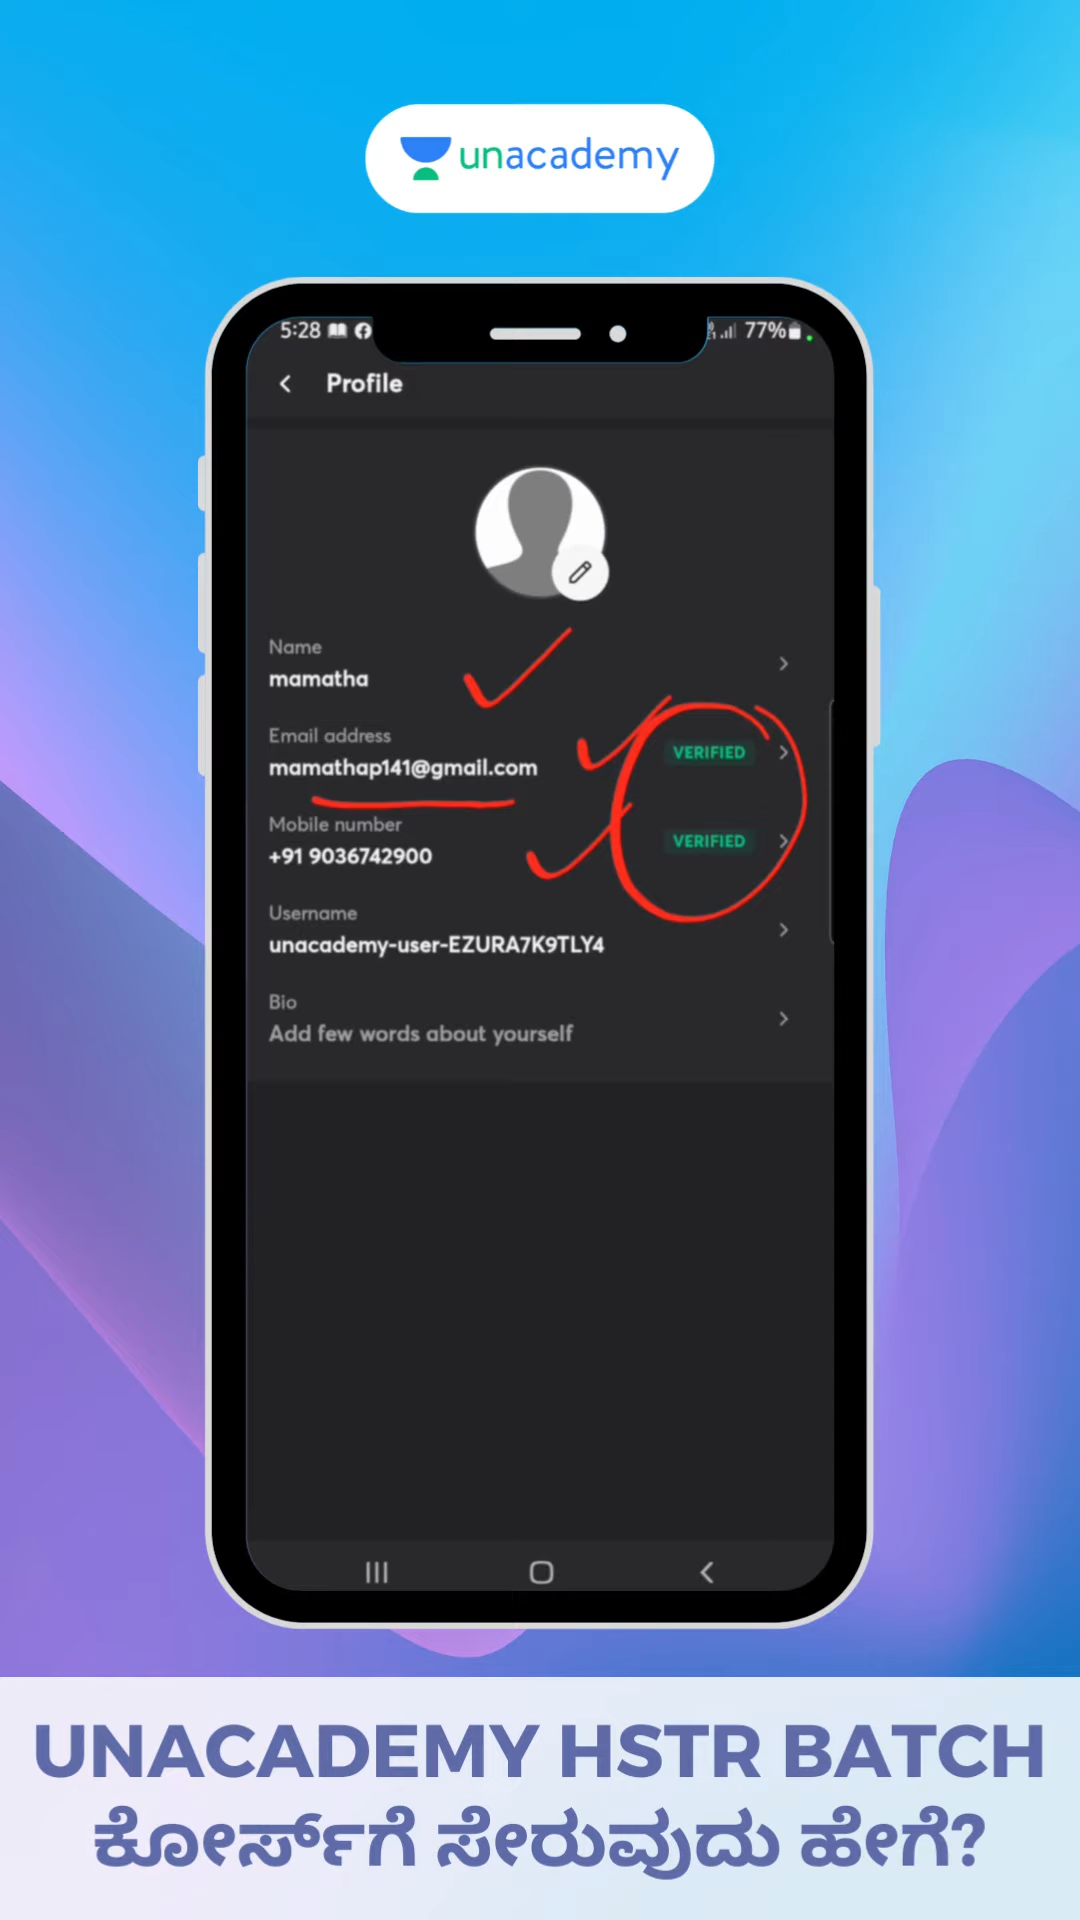 unacademy
5:28
77%
Profile
Name
mamatha
Email address
mamathap141@gmail.com
VERIFIED
Mobile number
+91 9036742900
VERIFIED
Username
unacademy-user-EZURA7K9TLY4
Bio
Add few words about yourself
UNACADEMY HSTR BATCH
ಕೋರ್ಸ್‌ಗೆ ಸೇರುವುದು ಹೇಗೆ?